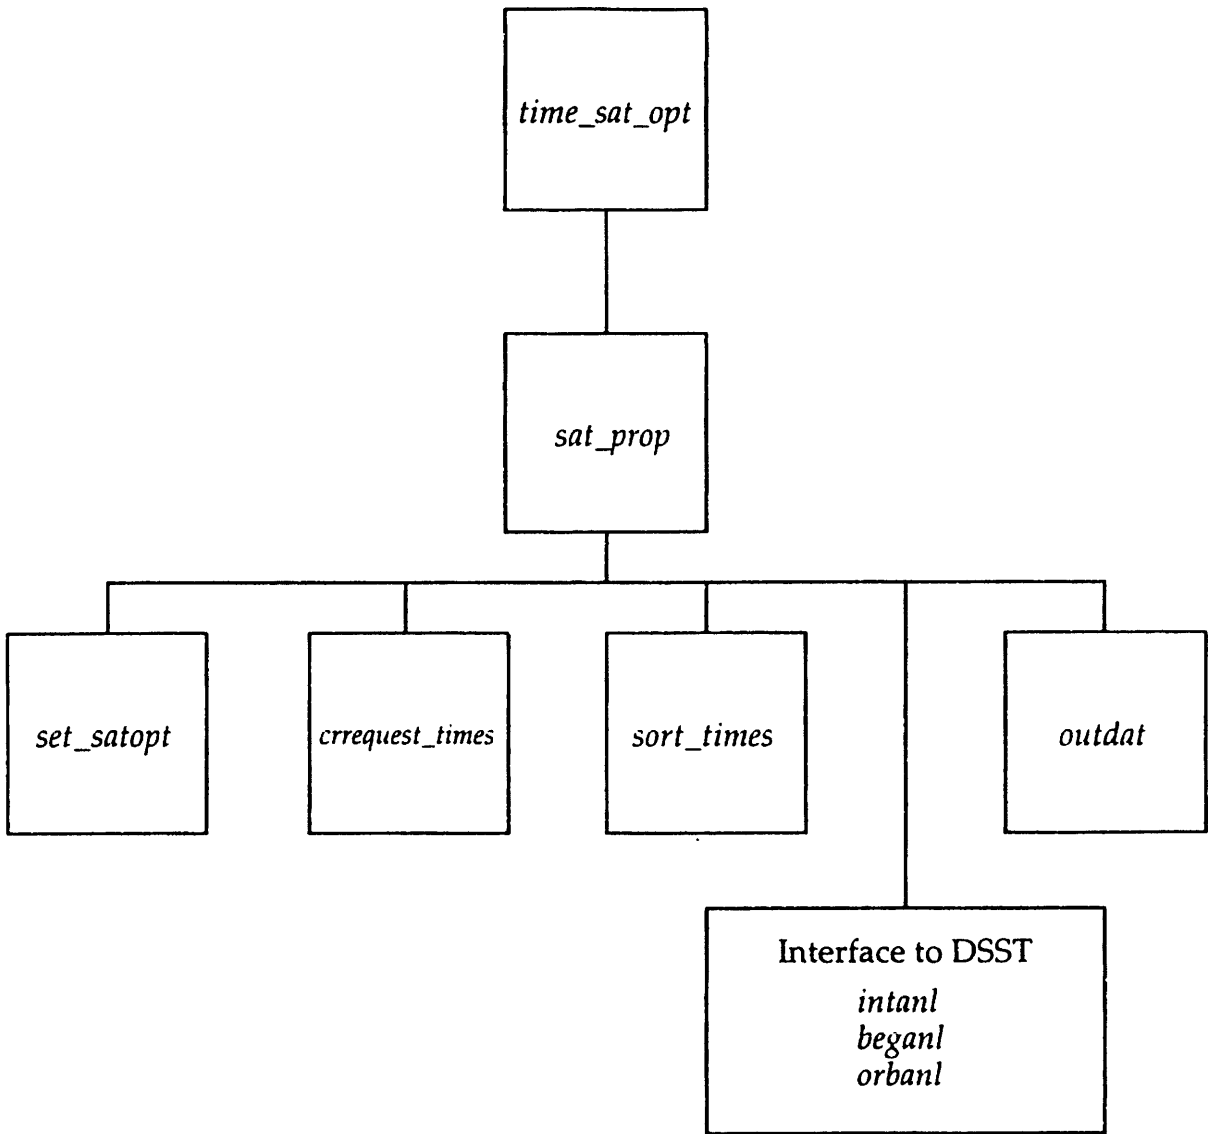 time_sat_opt
sat_prop
set_satopt
crrequest_times
sort_times
outdat
Interface to DSST
intanl
beganl
orbanl